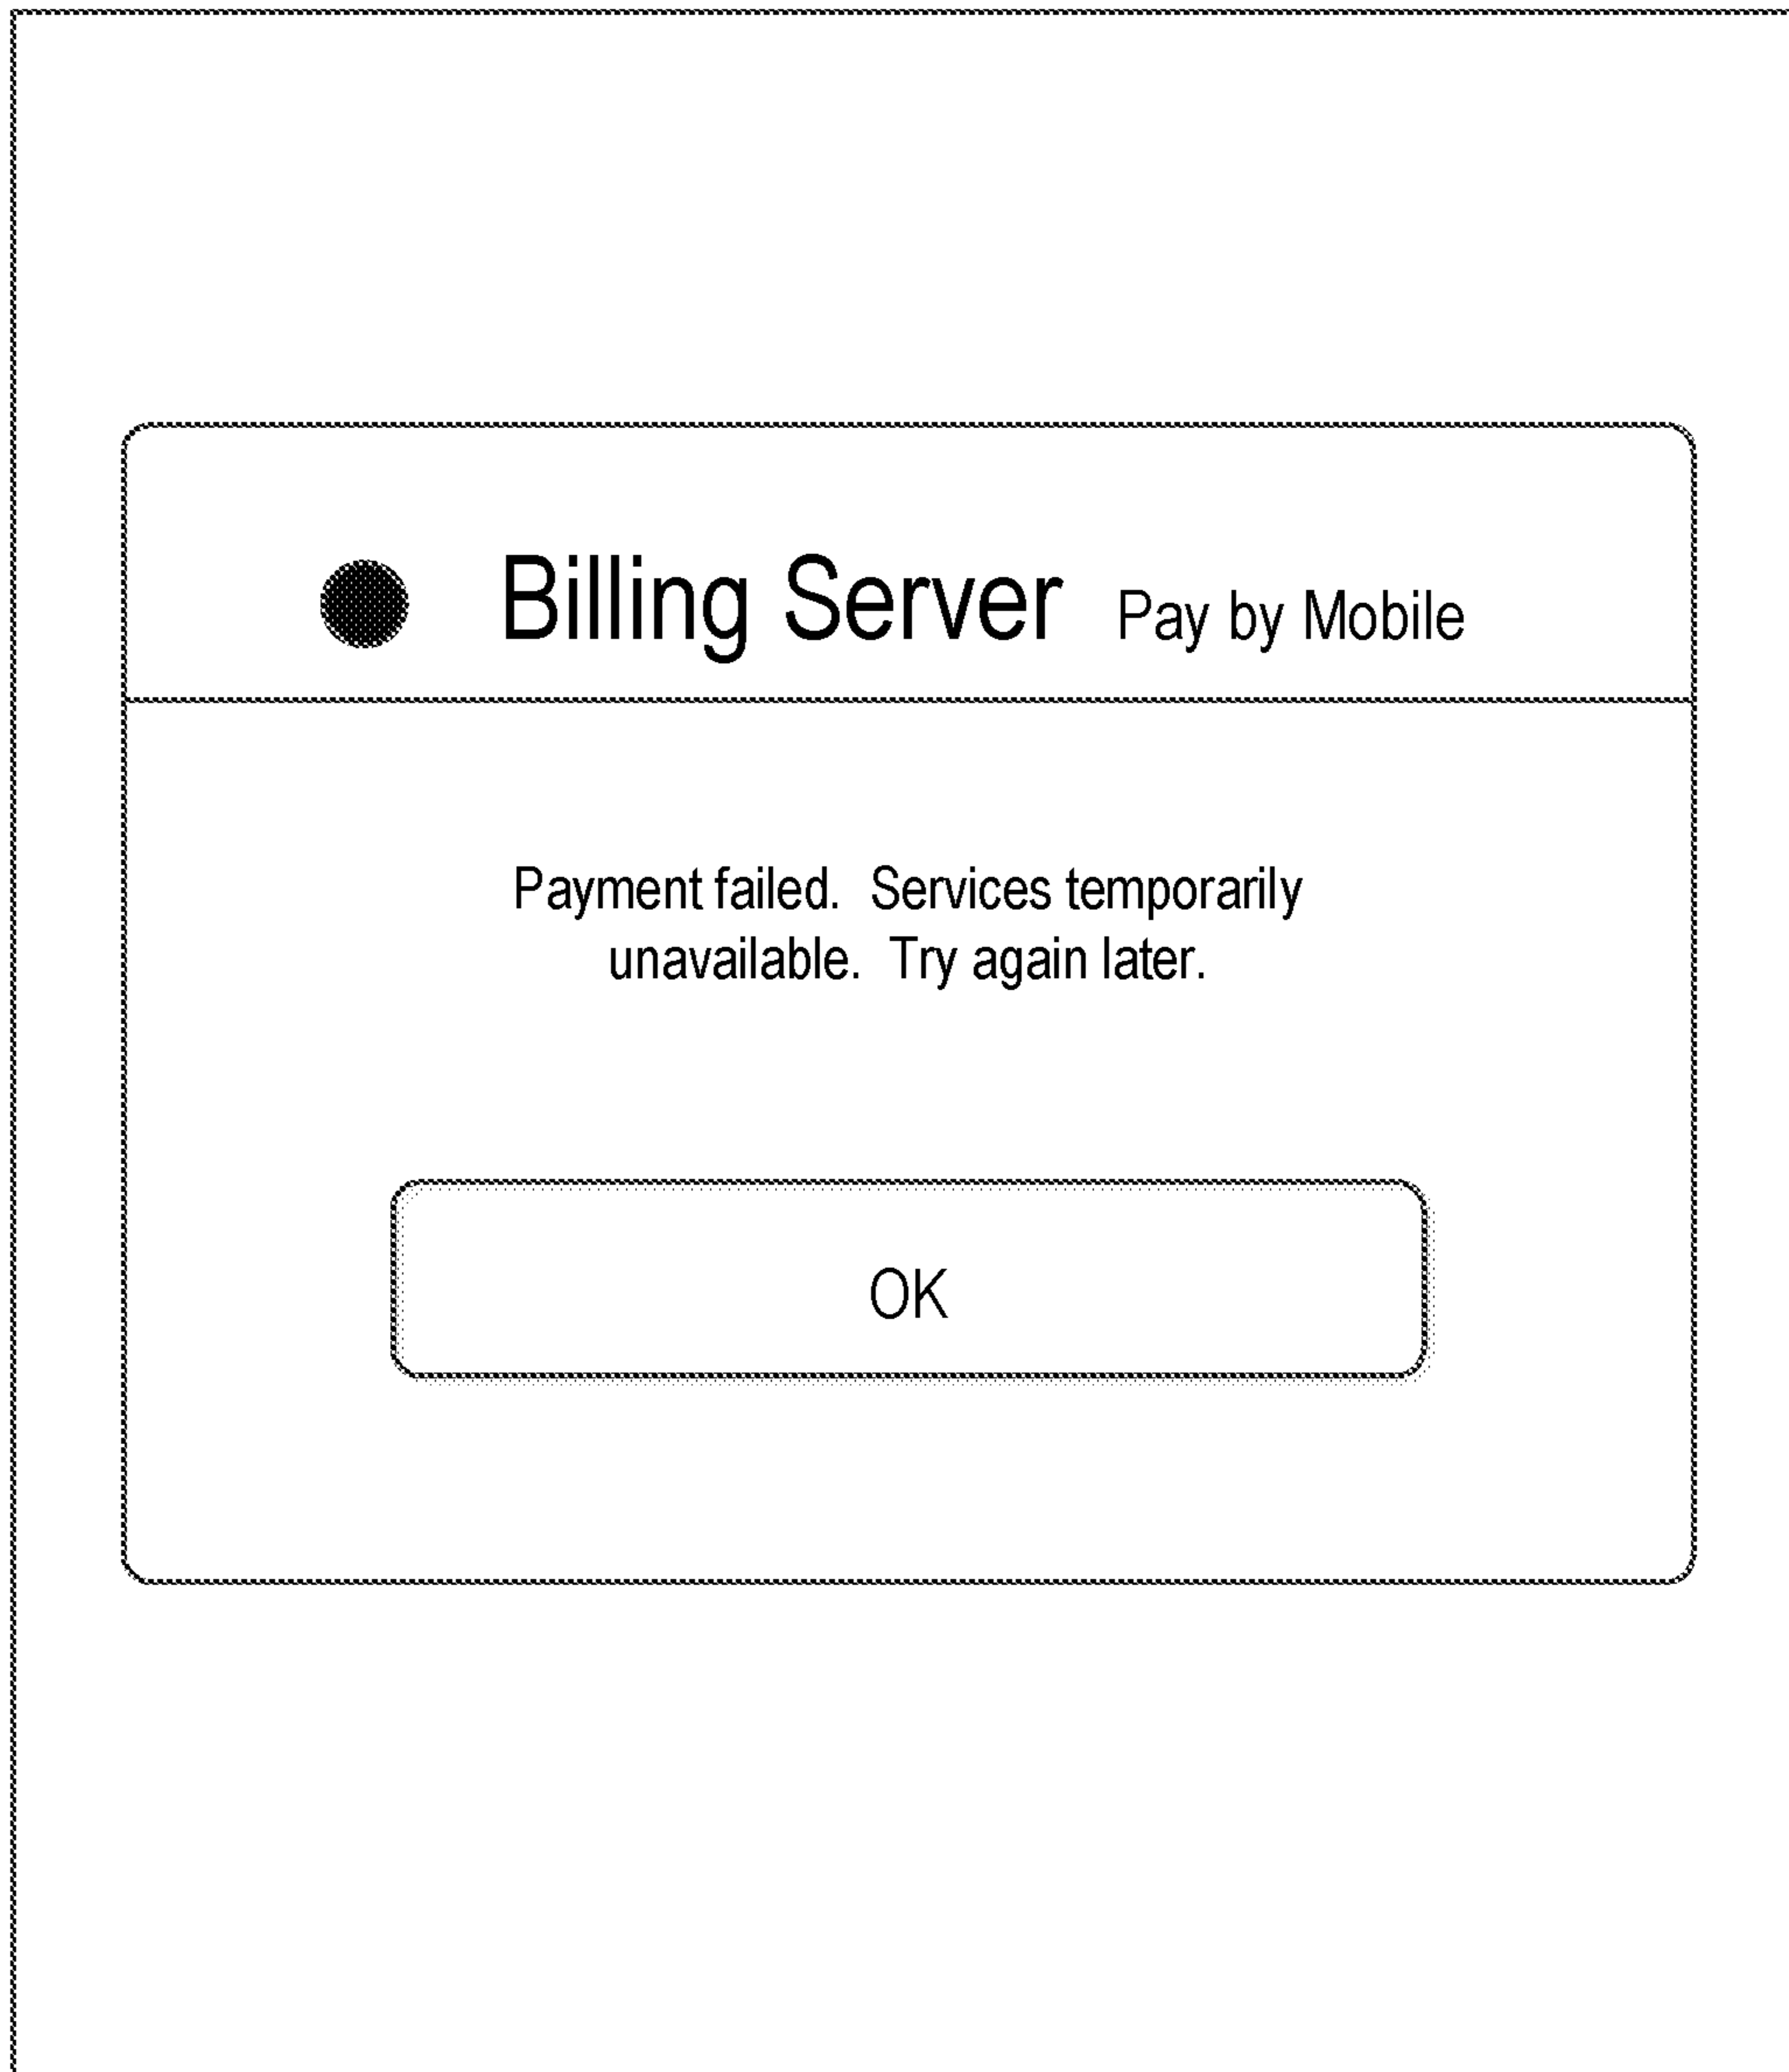 Billing Server Pay by Mobile
Payment failed. Services temporarily
unavailable. Try again later.
OK